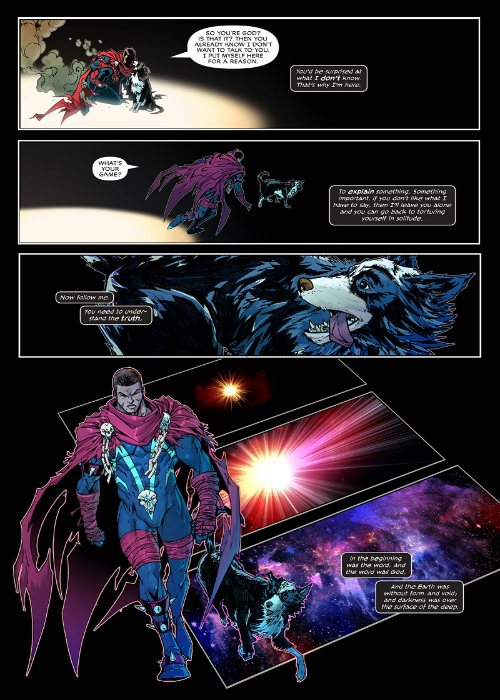 SO YOU'RE GOD?
IS THAT IT? THEN YOU
ALREADY KNOW I DON'T
WANT TO TALK TO YOU.
I PUT MYSELF HERE
FOR A REASON.
You'd be surprised at
what I don't know.
That's why I'm here.
WHAT'S
YOUR
GAME?
To explain something. Something
important. If you don't like what I
have to say, then I'll leave you alone
and you can go back to torturing
yourself in solitude.
Now follow me.
You need to under-
stand the truth.
In the beginning
was the word. And
the word was God.
And the Earth was
without form and void;
and darkness was over
the surface of the deep.